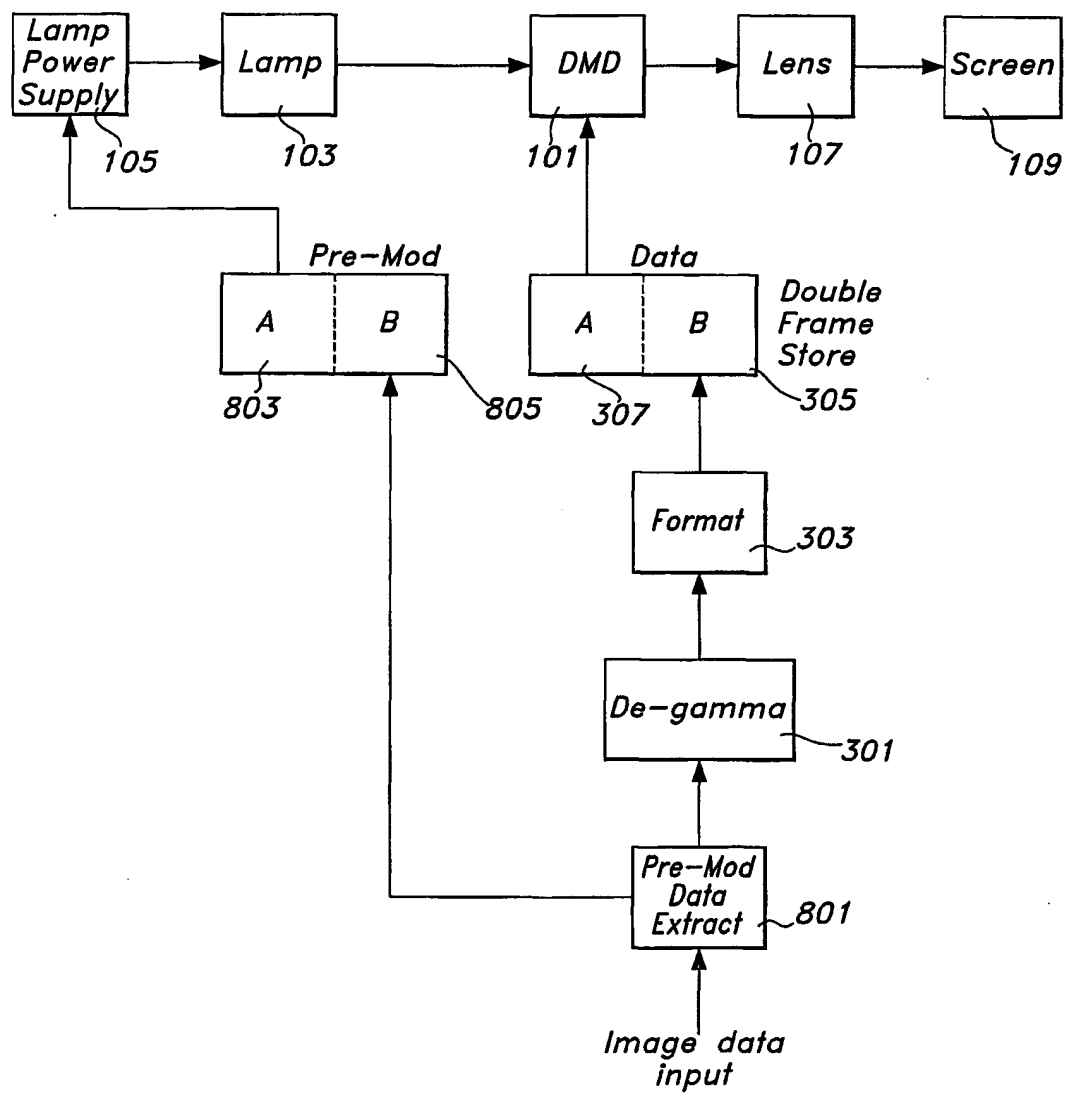 Lamp
Power
Supply
Lamp
DMD
Lens
Screen
105
103
101
107
109
Pre-Mod
Data
A
B
A
B
Double
Frame
Store
803
805
307
305
Format
303
De-gamma
301
Pre-Mod
Data
Extract
801
Image data
input